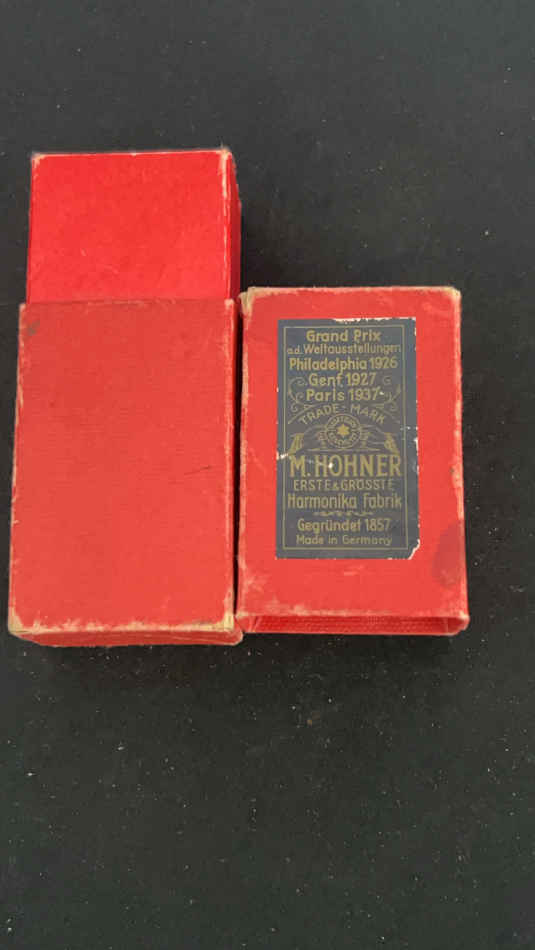 Grand Prix
a.d. Weltausstellungen
Philadelphia 1926
Genf 1927
Paris 1937
TRADE - MARK
M. HOHNER
ERSTE & GRÖSSTE
Harmonika Fabrik
Gegründet 1857
Made in Germany